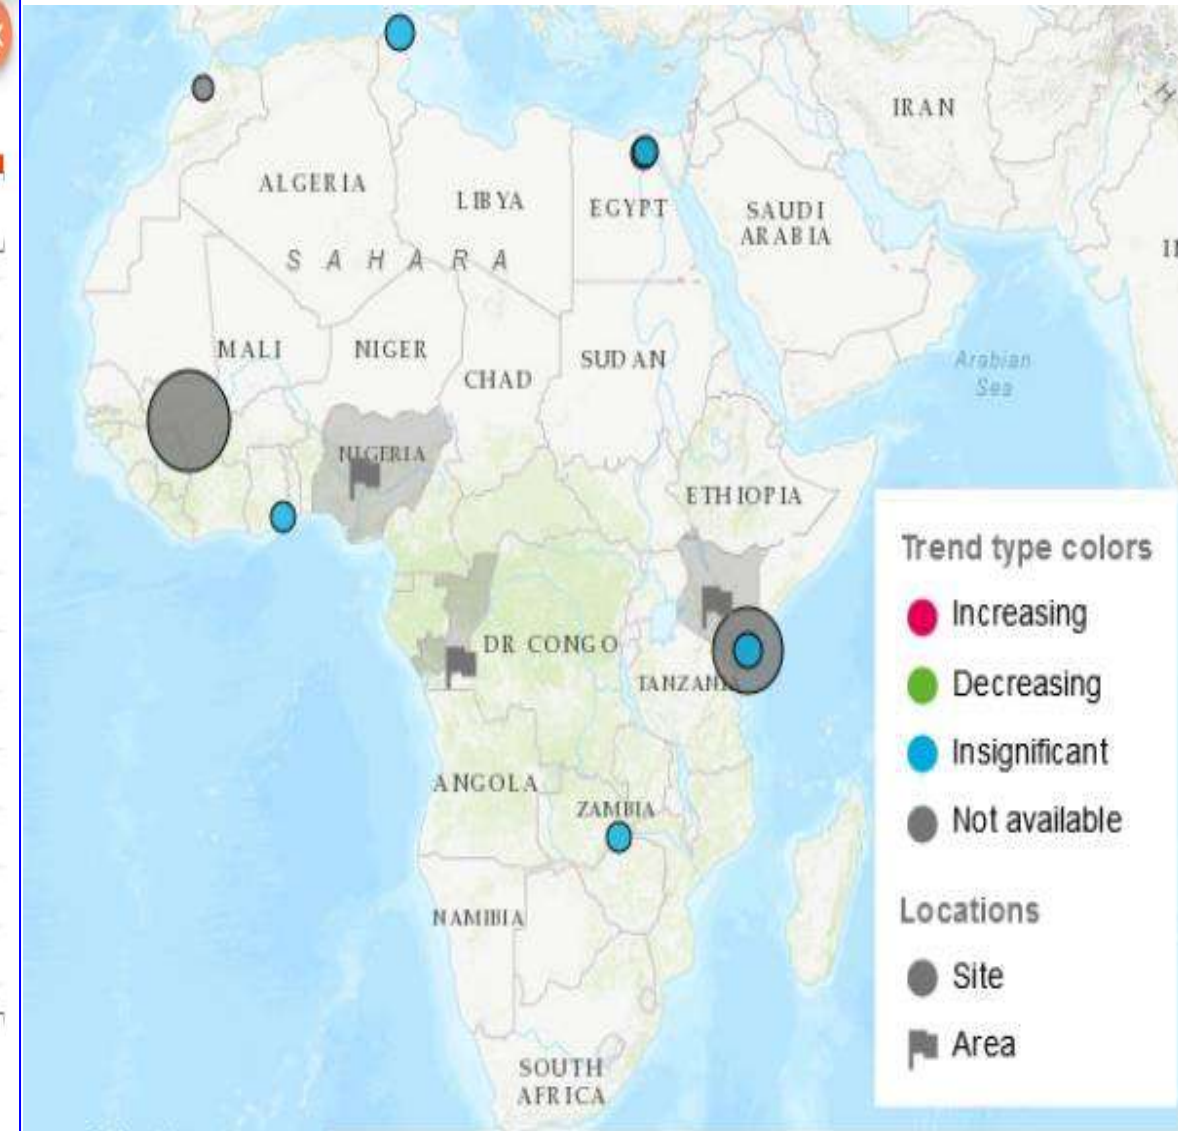 IRAN
ALGERIA
LIBYA
EGYPT
SAUDI
ARABIA
SAHARA
MALI
NIGER
CHAD
SUDAN
Arabian
Sea
NIGERIA
ETHIOPIA
DR CONGO
ANGOLA
ZAMBIA
NAMIBIA
SOUTH
AFRICA
Trend type colors
Increasing
Decreasing
Insignificant
Not available
Locations
Site
Area